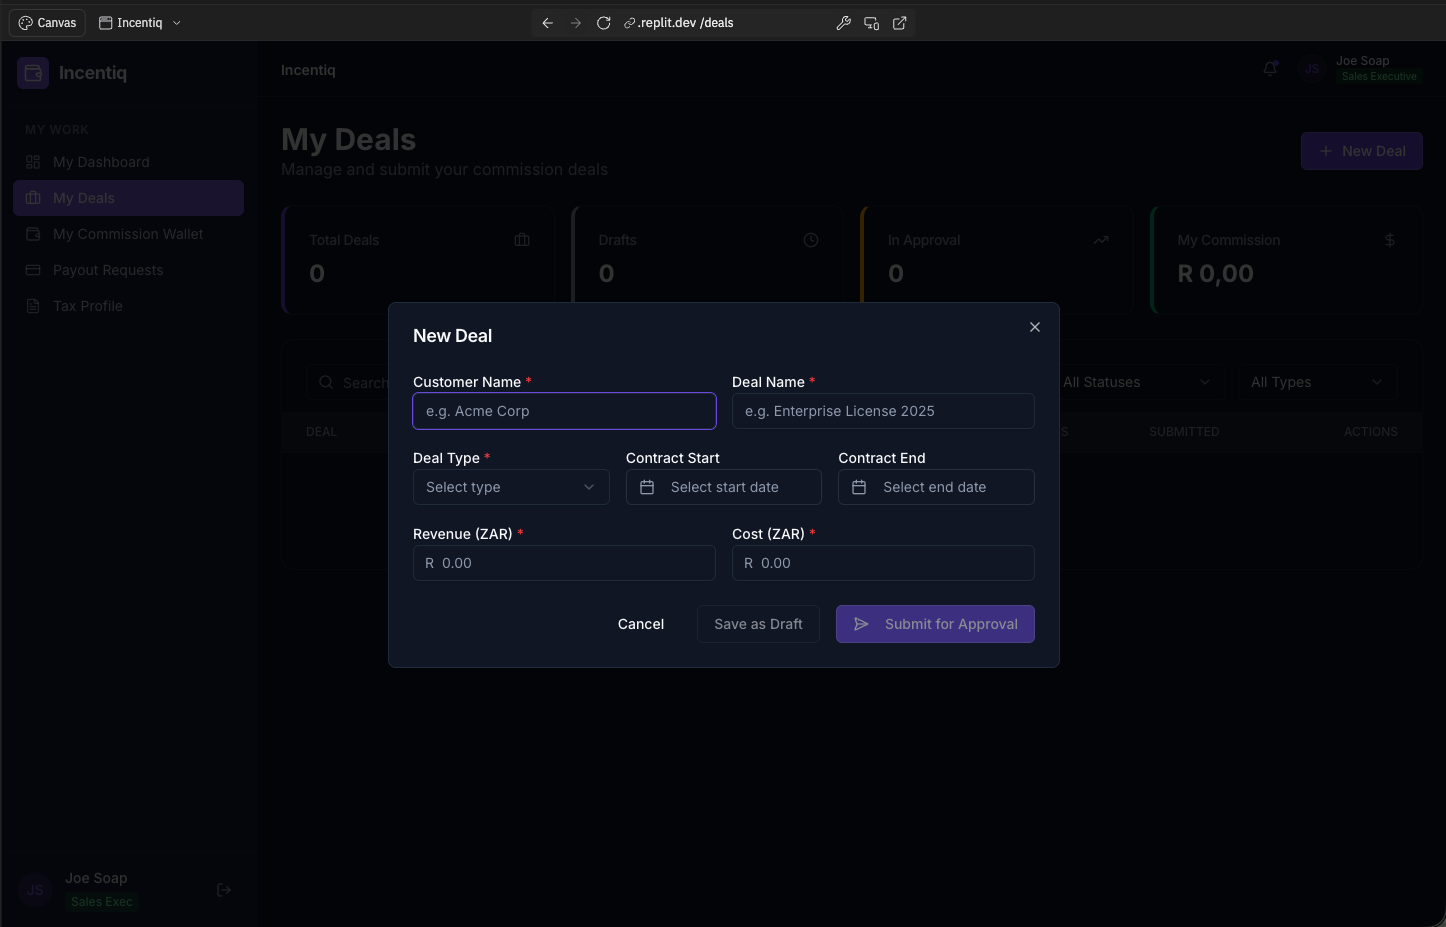 Canvas Incentiq .replit.dev /deals
Incentiq
Incentiq
JS Joe Soap
Sales Executive
MY WORK
My Dashboard
My Deals
My Commission Wallet
Payout Requests
Tax Profile
My Deals
Manage and submit your commission deals
+ New Deal
Total Deals
0
Drafts
0
In Approval
0
My Commission $
R 0,00
Search
All Statuses
All Types
DEAL S SUBMITTED ACTIONS
New Deal
Customer Name * Deal Name *
e.g. Acme Corp e.g. Enterprise License 2025
Deal Type * Contract Start Contract End
Select type Select start date Select end date
Revenue (ZAR) * Cost (ZAR) *
R 0.00 R 0.00
Cancel Save as Draft Submit for Approval
JS Joe Soap
Sales Exec